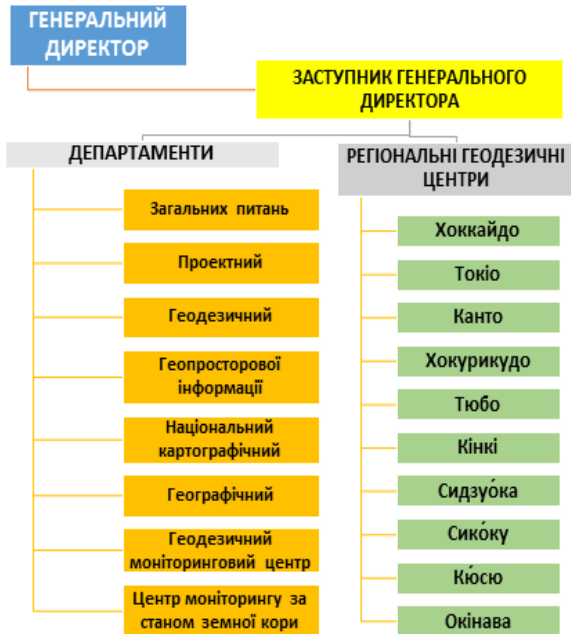 ГЕНЕРАЛЬНИЙ
ДИРЕКТОР
ЗАСТУПНИК ГЕНЕРАЛЬНОГО
ДИРЕКТОРА
ДЕПАРТАМЕНТИ
Загальних питань
Проектний
Геодезичний
Геопросторової
інформації
Національний
картографічний
Географічний
Геодезичний
моніторинговий центр
Центр моніторингу за
станом земної кори
РЕГІОНАЛЬНІ ГЕОДЕЗИЧНІ
ЦЕНТРИ
Хоккайдо
Токіо
Канто
Хокурикудо
Тюбо
Кінкі
Сидзуо́ка
Сико́ку
Кю́сю
Окінава